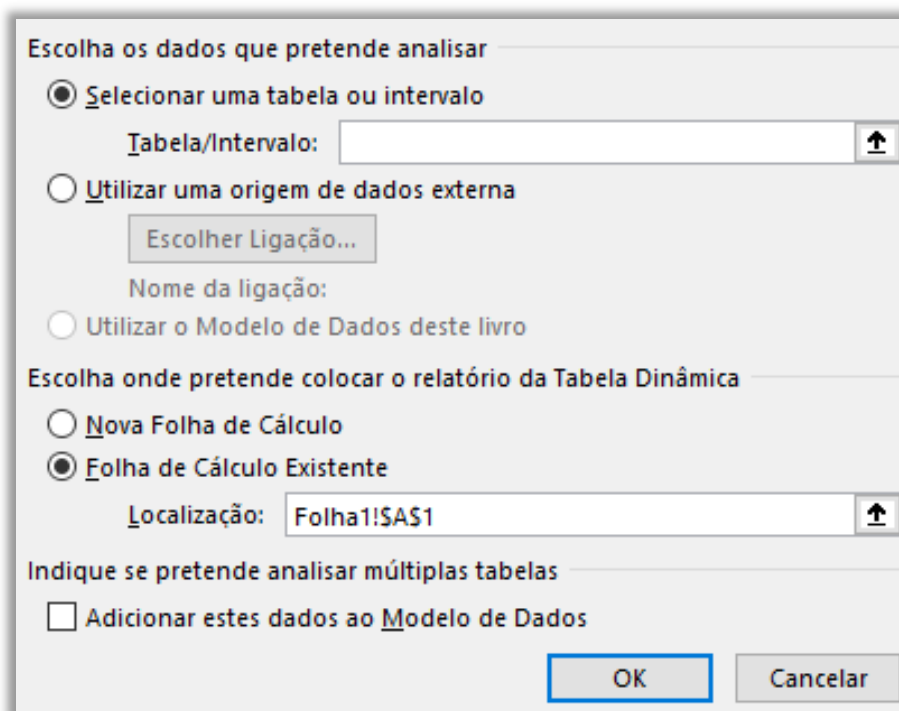 Escolha os dados que pretende analisar
Selecionar uma tabela ou intervalo
Tabela/Intervalo:
Utilizar uma origem de dados externa
Escolher Ligação...
Nome da ligação:
Utilizar o Modelo de Dados deste livro
Escolha onde pretende colocar o relatório da Tabela Dinâmica
Nova Folha de Cálculo
Folha de Cálculo Existente
Localização: Folha1!$A$1
Indique se pretende analisar múltiplas tabelas
Adicionar estes dados ao Modelo de Dados
OK Cancelar